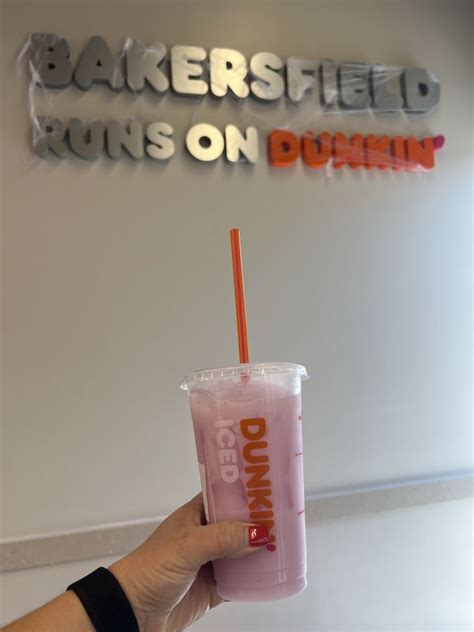 BAKERSFIELD
RUNS ON DUNKIN'
DUNKIN'
ICED